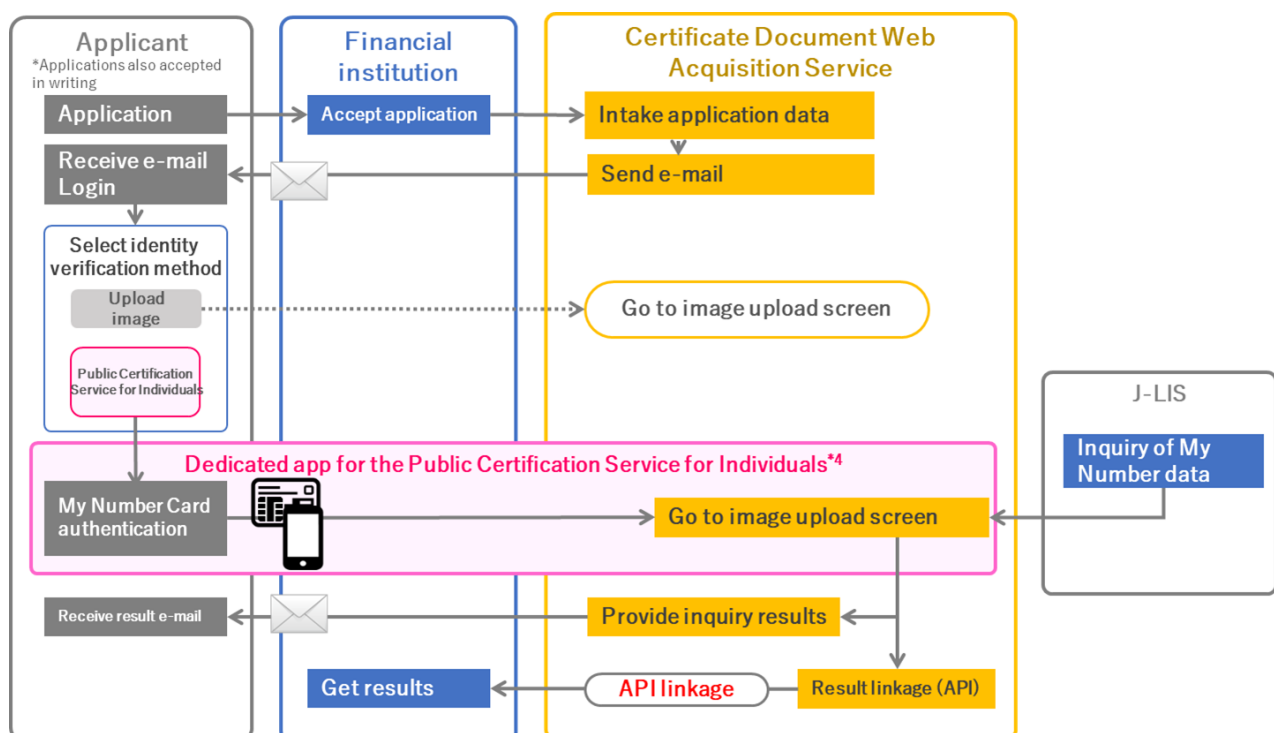 Applicant
*Applications also accepted
in writing
Financial
institution
Certificate Document Web
Acquisition Service
Application
Accept application
Intake application data
Receive e-mail
Login
Send e-mail
Select identity
verification method
Upload
image
Go to image upload screen
Public Certification
Service for Individuals
J-LIS
Inquiry of My
Number data
Dedicated app for the Public Certification Service for Individuals*4
My Number Card
authentication
Go to image upload screen
Receive result e-mail
Provide inquiry results
Get results
API linkage
Result linkage (API)